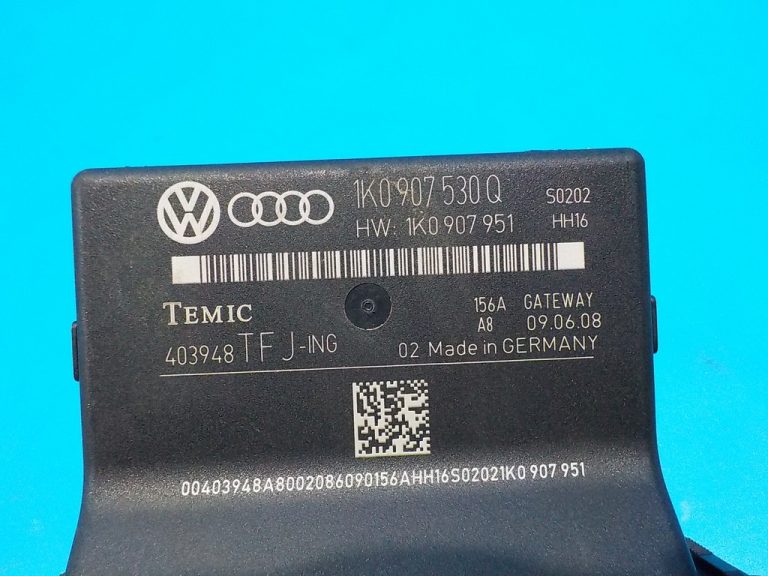 1K0 907 530 Q S0202
HW: 1K0 907 951 HH16
TEMIC 156A GATEWAY
A8 09.06.08
403948 TFJ-ING 02 Made in GERMANY
00403948A8002086090156AHH16S02021K0 907 951